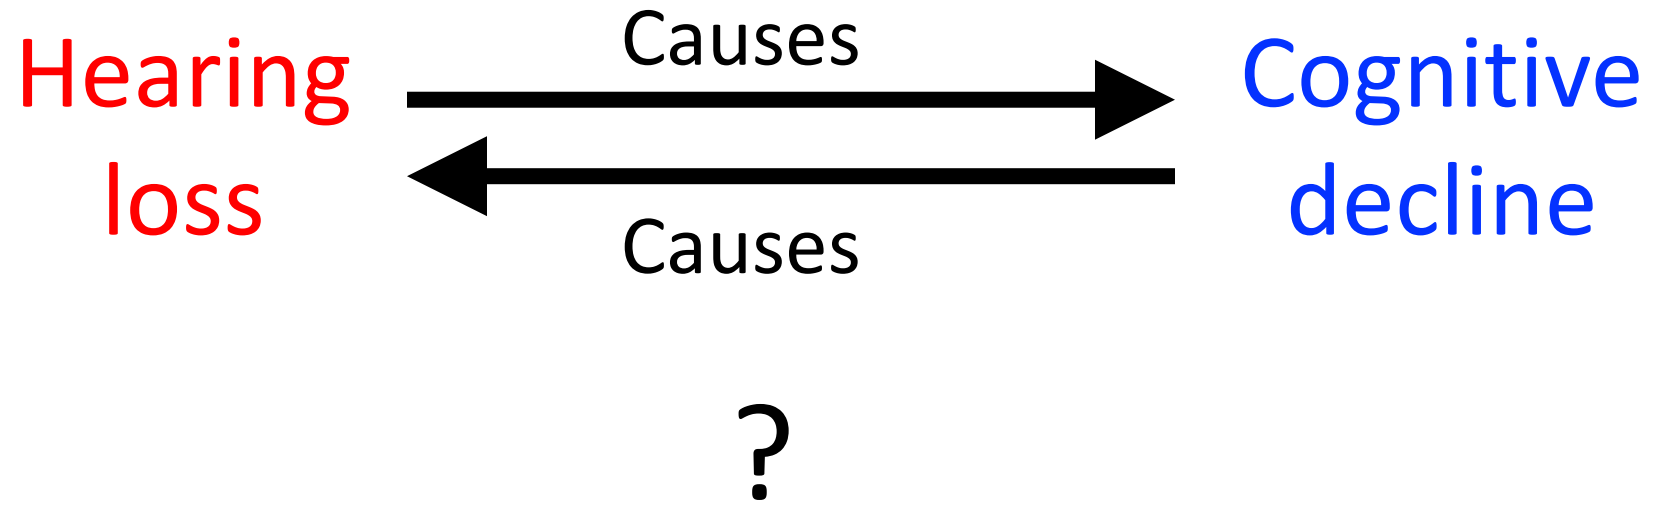 Causes
Hearing
loss
Cognitive
decline
Causes
?